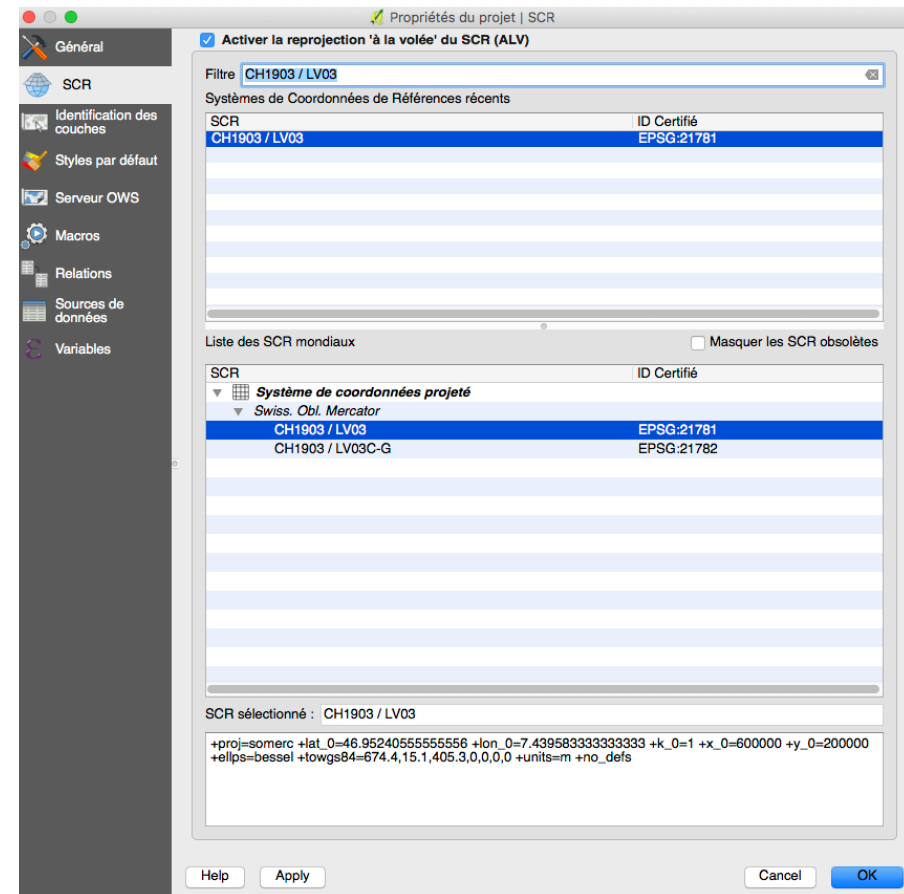 Propriétés du projet | SCR
Général
SCR
Identification des
couches
Styles par défaut
Serveur OWS
Macros
Relations
Sources de
données
Variables
Activer la reprojection 'à la volée' du SCR (ALV)
Filtre CH1903 / LV03
Systèmes de Coordonnées de Références récents
SCR ID Certifié
CH1903 / LV03 EPSG:21781
Liste des SCR mondiaux Masquer les SCR obsolètes
SCR ID Certifié
Système de coordonnées projeté
Swiss. Obl. Mercator
CH1903 / LV03 EPSG:21781
CH1903 / LV03C-G EPSG:21782
SCR sélectionné : CH1903 / LV03
+proj=somerc +lat_0=46.95240555555556 +lon_0=7.439583333333333 +k_0=1 +x_0=600000 +y_0=200000
+ellps=bessel +towgs84=674.4,15.1,405.3,0,0,0,0 +units=m +no_defs
Help Apply Cancel OK